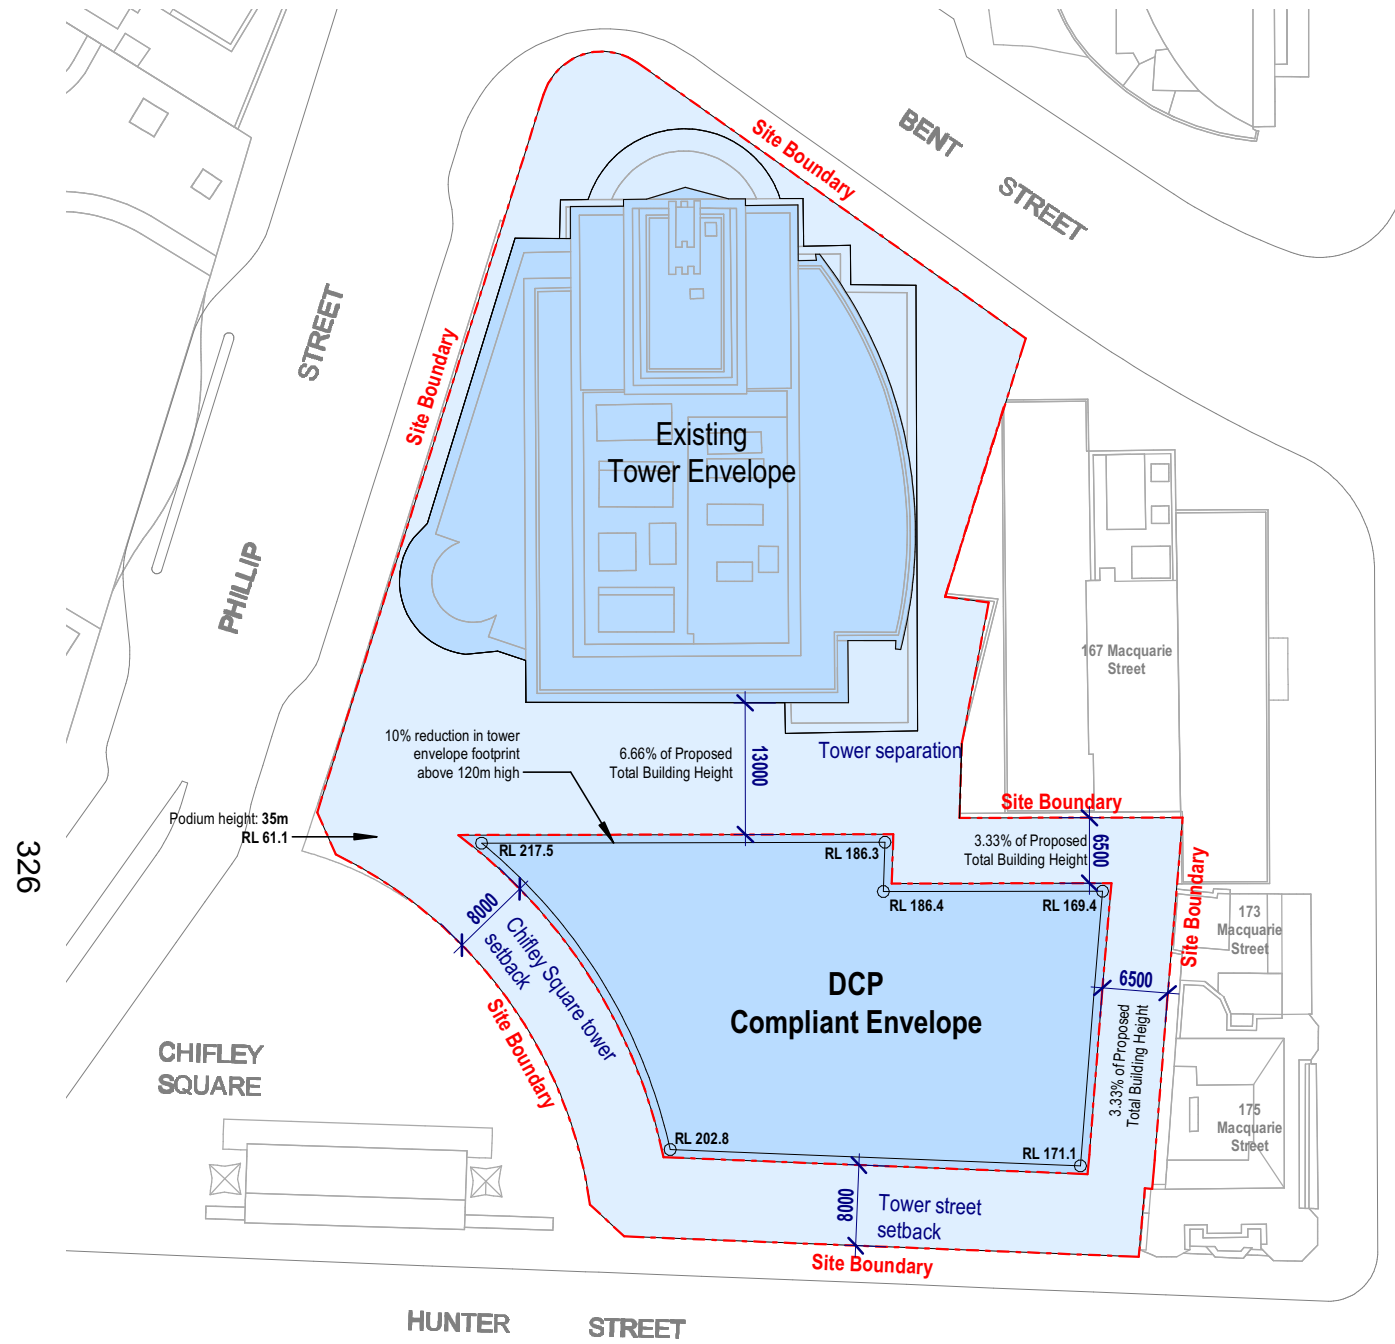 BENT
STREET
Site Boundary
STREET
Site Boundary
Existing
Tower Envelope
PHILLIP
167 Macquarie
Street
10% reduction in tower
envelope footprint
above 120m high
6.66% of Proposed
Total Building Height
13000
Tower separation
Site Boundary
Podium height: 35m
RL 61.1
3.33% of Proposed
Total Building Height
6500
RL 217.5
RL 186.3
326
RL 186.4
RL 169.4
Site Boundary
173
Macquarie
Street
8000
Chifley Square tower
setback
6500
DCP
Compliant Envelope
3.33% of Proposed
Total Building Height
Site Boundary
CHIFLEY
SQUARE
175
Macquarie
Street
RL 202.8
RL 171.1
8000
Tower street
setback
Site Boundary
HUNTER STREET